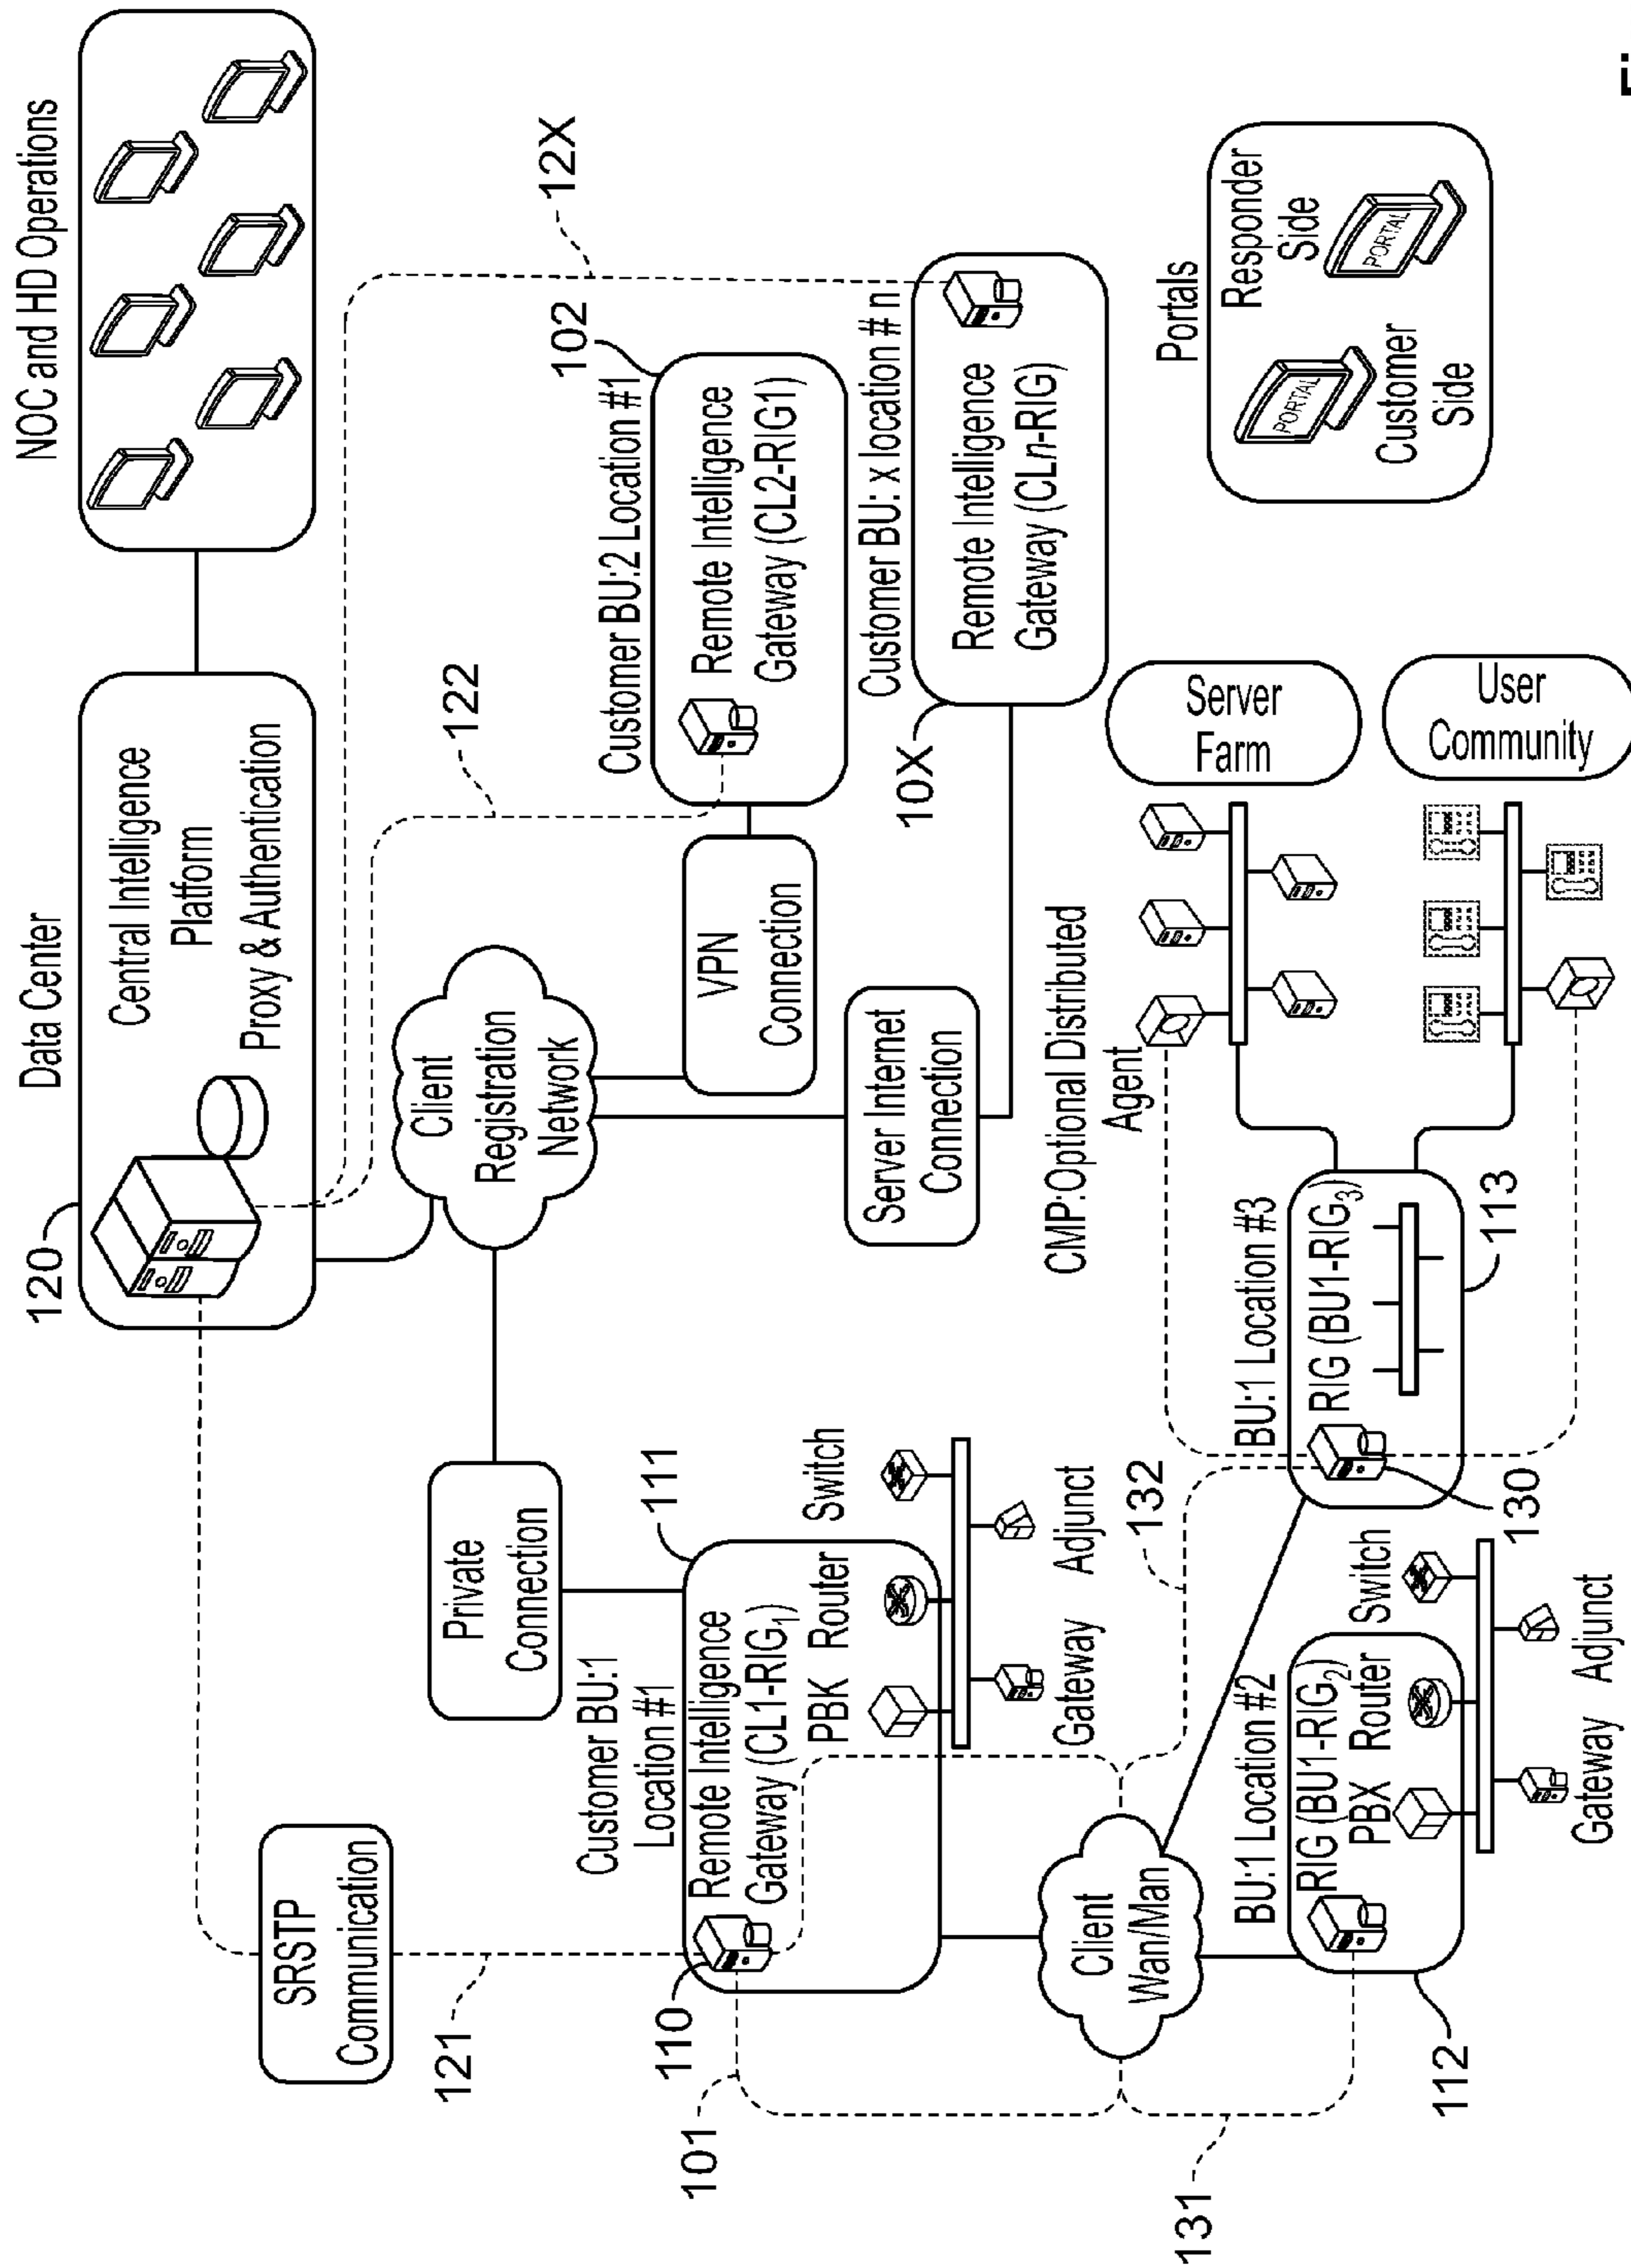 NOC and HD Operations
Data Center
Central Intelligence
Platform
Proxy & Authentication
120
SRSTP
Communication
121
122
12X
Client
Registration
Network
Private
Connection
VPN
Connection
Server Internet
Connection
Customer BU:2 Location #1
102
Remote Intelligence
Gateway (CL2-RIG1)
Customer BU: x location # n
10X
Remote Intelligence
Gateway (CLn-RIG)
Customer BU:1
Location #1
111
Remote Intelligence
Gateway (CL1-RIG1)
PBK Router
Switch
Gateway Adjunct
110
101
131
132
Client
Wan/Man
BU:1 Location #2
RIG (BU1-RIG2)
PBX Router Switch
Gateway Adjunct
112
BU:1 Location #3
RIG (BU1-RIG3)
113
130
CMP:Optional Distributed
Agent
Server
Farm
User
Community
Portals
Responder
Side
PORTAL
PORTAL
Customer
Side